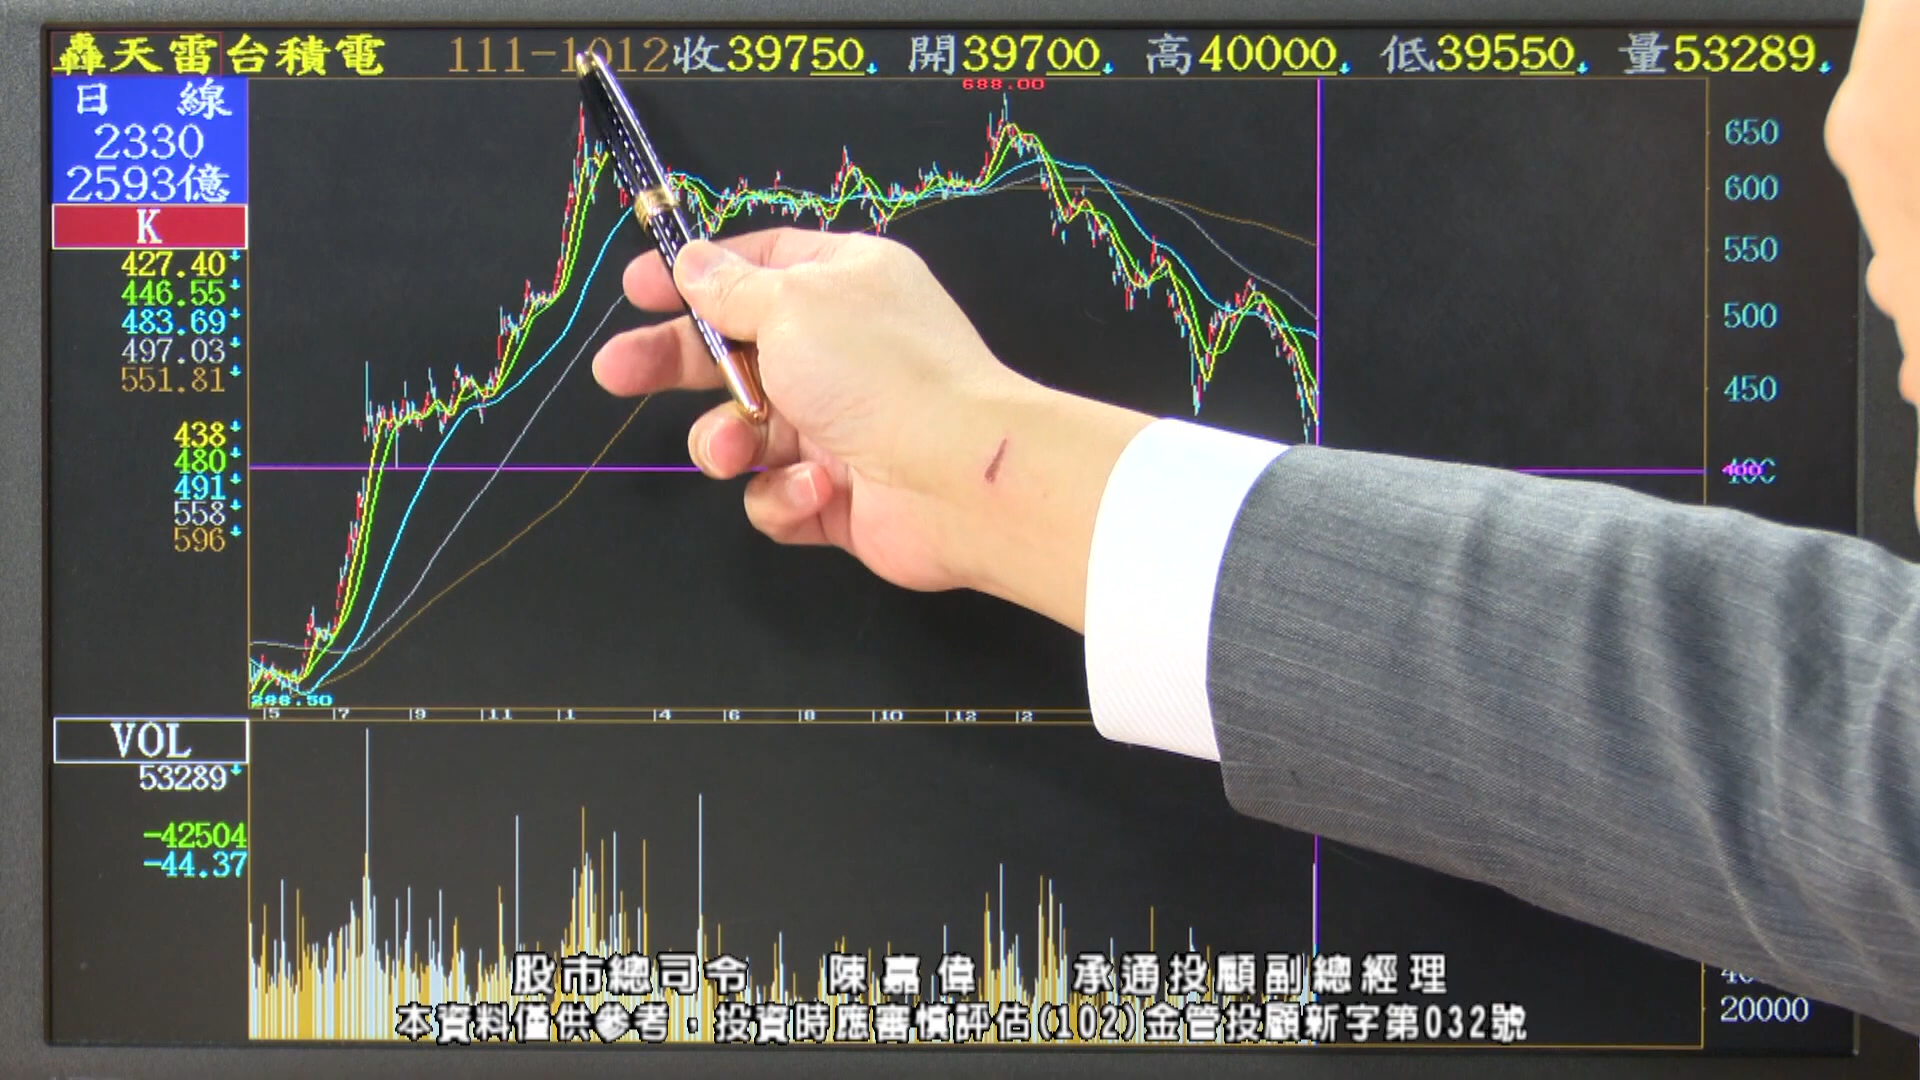 轟天雷台積電 111-1012收39750↓ 開39700↓ 高40000↓ 低39550↓ 量53289↓
日 線
2330
2593億
K
427.40↓
446.55↓
483.69↓
497.03↓
551.81↓
438↓
480↓
491↓
558↓
596↓
688.00
650
600
550
500
450
400
286.50
5 7 9 11 1 4 6 8 10 12 2
VOL
53289↓
-42504
-44.37
20000
股市總司令 陳嘉偉 承通投顧副總經理
本資料僅供參考，投資時應審慎評估(102)金管投顧新字第032號